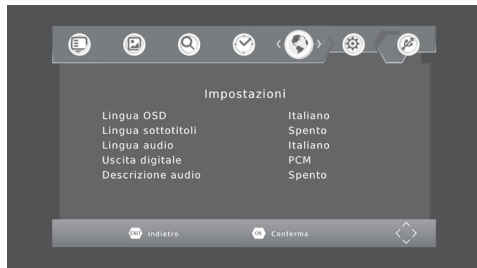 Impostazioni
Lingua OSD Italiano
Lingua sottotitoli Spento
Lingua audio Italiano
Uscita digitale PCM
Descrizione audio Spento
EXIT Indietro OK Conferma